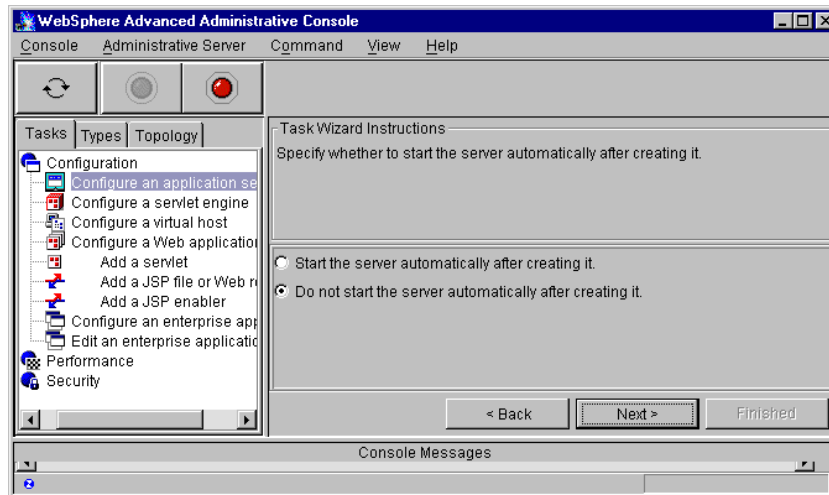 WebSphere Advanced Administrative Console
Console Administrative Server Command View Help
Tasks Types Topology
Configuration
Configure an application se
Configure a servlet engine
Configure a virtual host
Configure a Web application
Add a servlet
Add a JSP file or Web r
Add a JSP enabler
Configure an enterprise app
Edit an enterprise applicatio
Performance
Security
Task Wizard Instructions
Specify whether to start the server automatically after creating it.
Start the server automatically after creating it.
Do not start the server automatically after creating it.
< Back Next > Finished
Console Messages